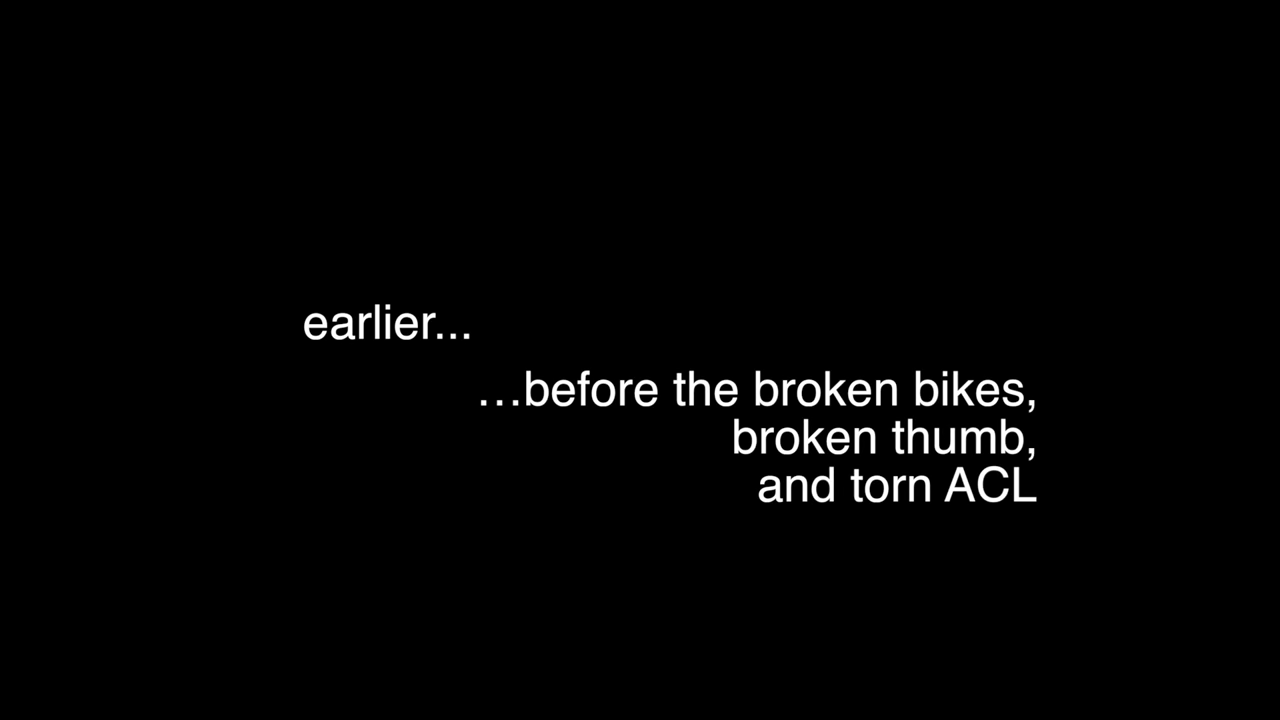 earlier...
…before the broken bikes,
broken thumb,
and torn ACL